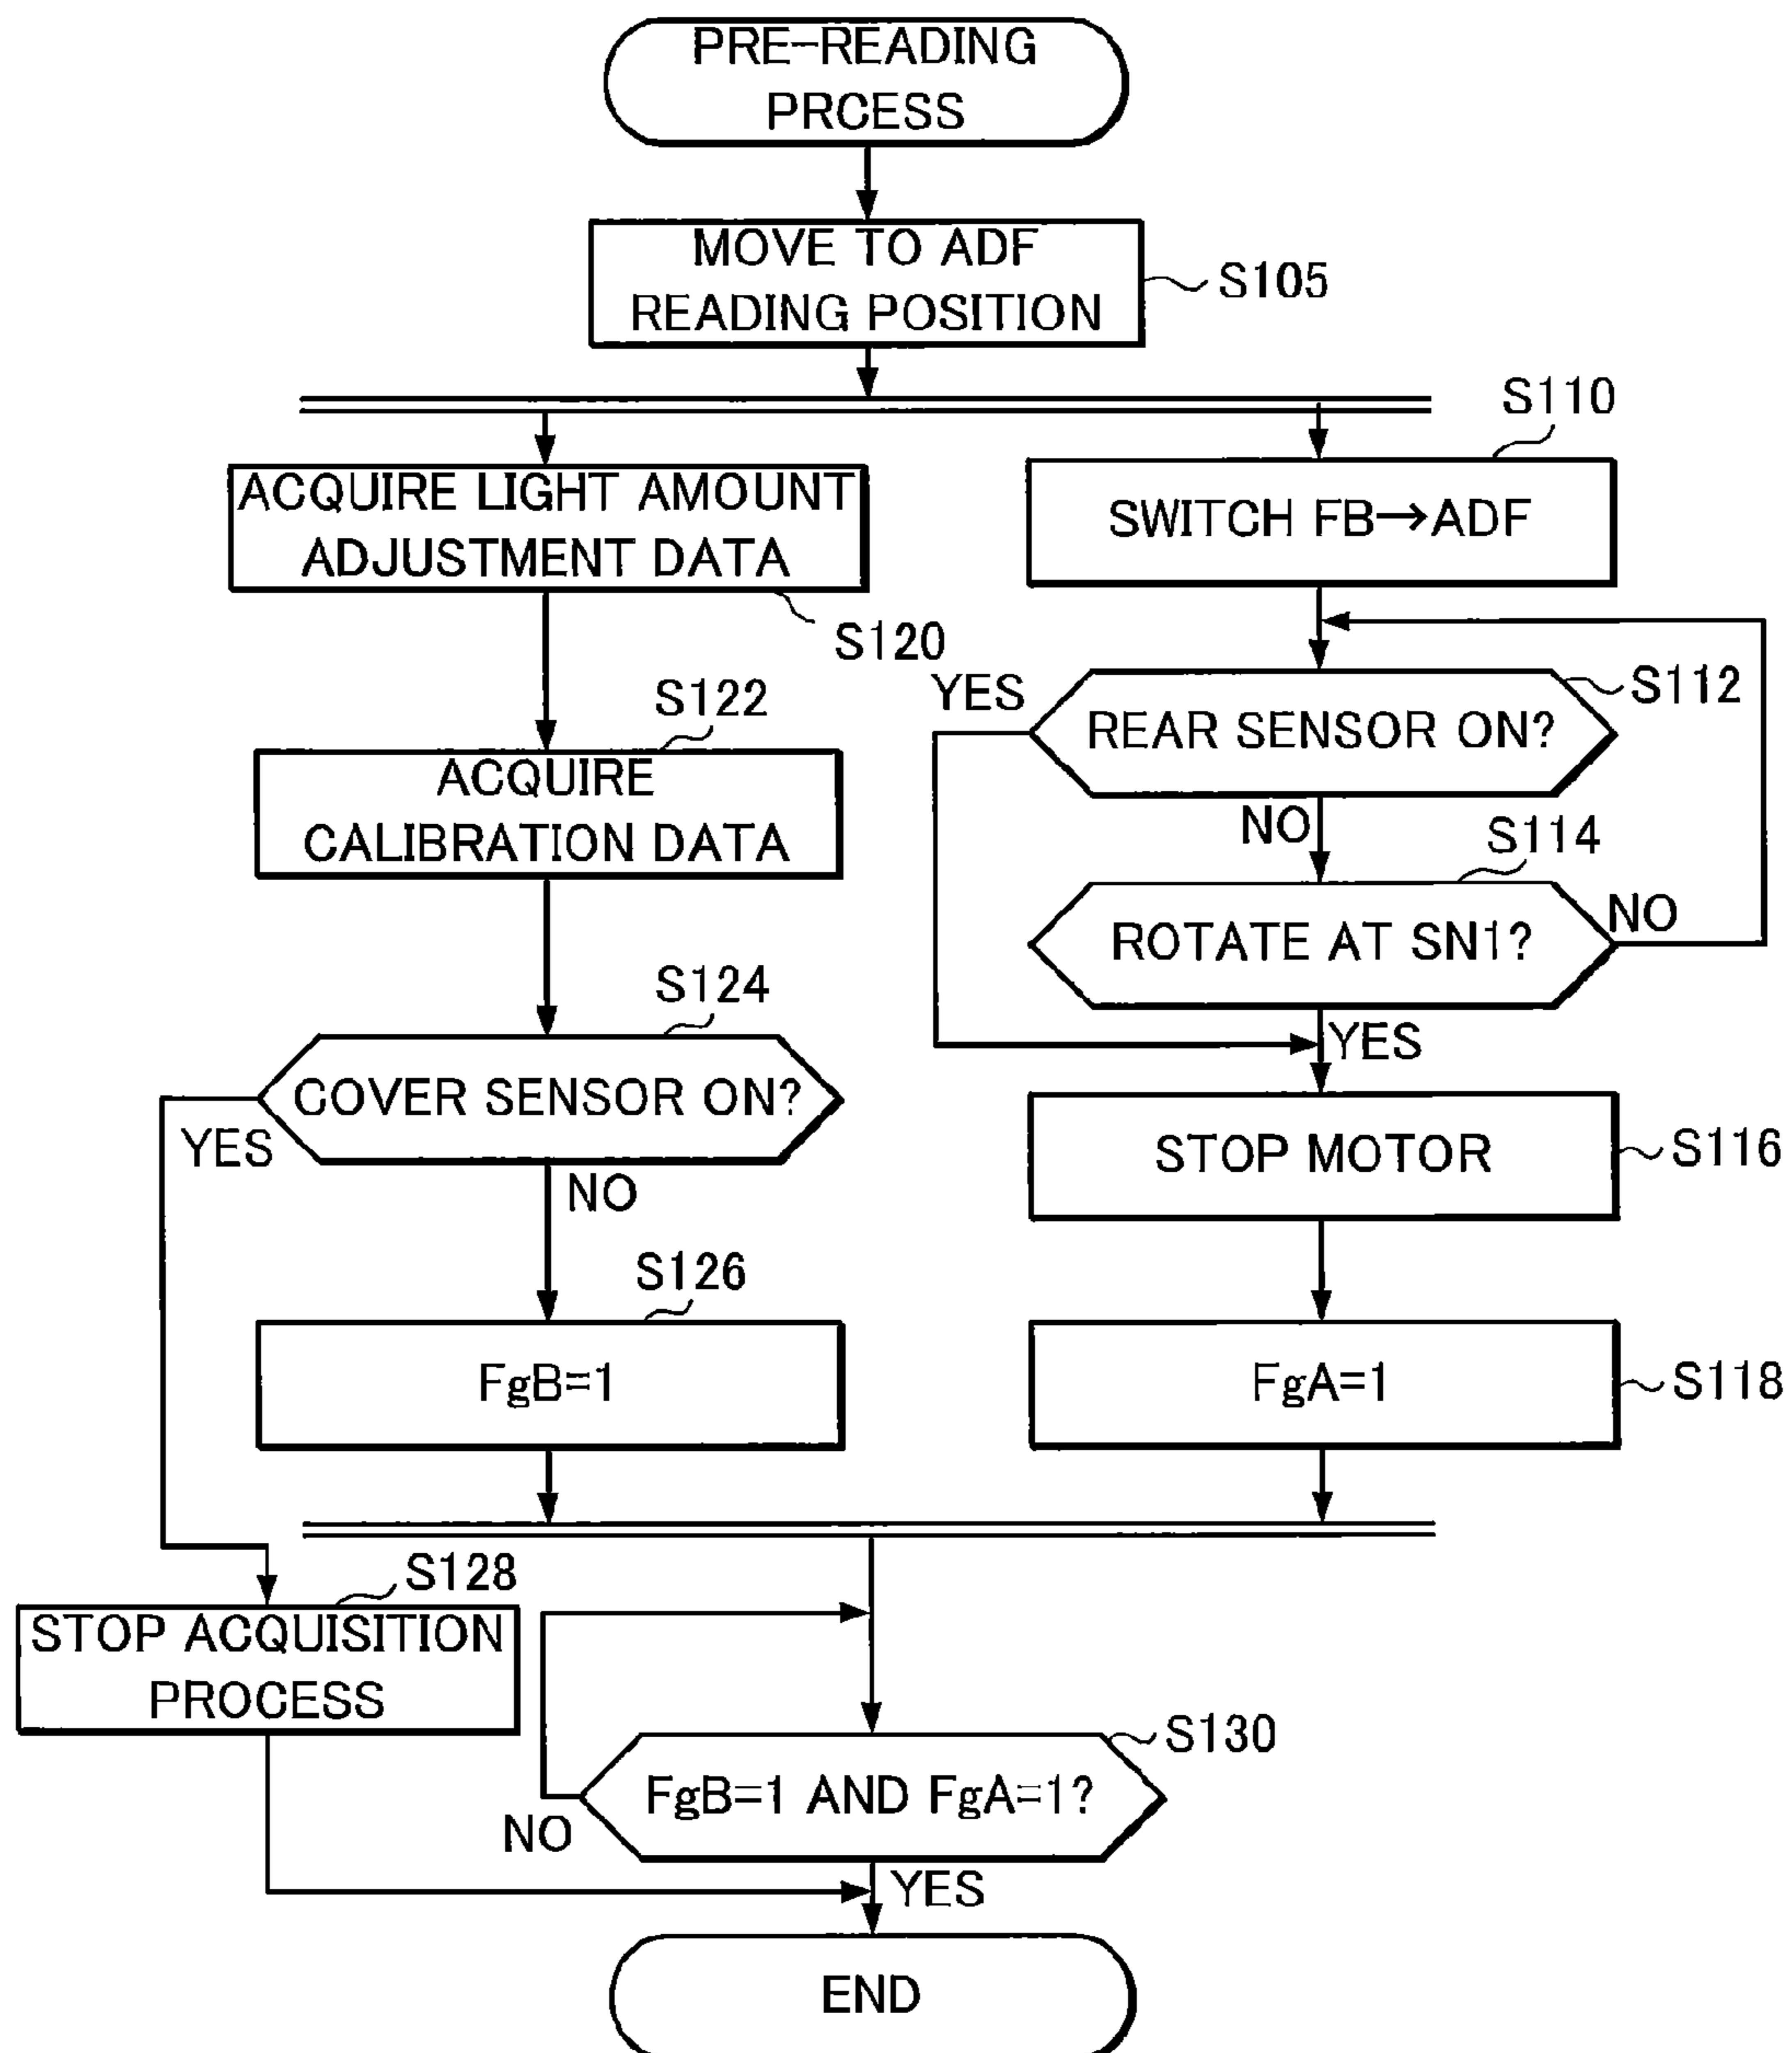 PRE-READING
PRCESS
MOVE TO ADF
READING POSITION
S105
S110
ACQUIRE LIGHT AMOUNT
ADJUSTMENT DATA
S120
SWITCH FB→ADF
S122
ACQUIRE
CALIBRATION DATA
YES
S112
REAR SENSOR ON?
NO
S114
ROTATE AT SN1?
NO
YES
S124
COVER SENSOR ON?
YES
NO
STOP MOTOR
S116
S126
FgB=1
FgA=1
S118
S128
STOP ACQUISITION
PROCESS
S130
FgB=1 AND FgA=1?
NO
YES
END